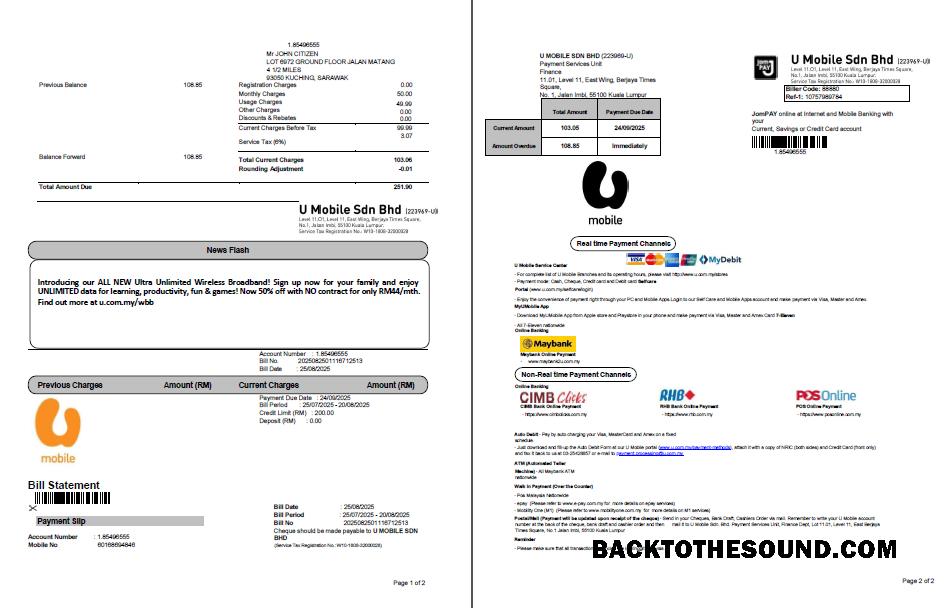 1.85496555
Mr JOHN CITIZEN
LOT 6972 GROUND FLOOR JALAN MATANG
4 1/2 MILES
93050 KUCHING, SARAWAK
Previous Balance 108.85
Registration Charges 0.00
Monthly Charges 50.00
Usage Charges 49.99
Other Charges 0.00
Discounts & Rebates 0.00
Current Charges Before Tax 99.99
3.07
Service Tax (6%)
Balance Forward 108.85
Total Current Charges 103.06
Rounding Adjustment -0.01
Total Amount Due 251.90
U Mobile Sdn Bhd (223969-U)
Level 11.01, Level 11, East Wing, Berjaya Times Square,
No.1, Jalan Imbi, 55100 Kuala Lumpur.
Service Tax Registration No.: W10-1808-32000028
News Flash
Introducing our ALL NEW Ultra Unlimited Wireless Broadband! Sign up now for your family and enjoy
UNLIMITED data for learning, productivity, fun & games! Now 50% off with NO contract for only RM44/mth.
Find out more at u.com.my/wbb
Account Number : 1.85496555
Bill No. 2025082501116712513
Bill Date : 25/08/2025
Previous Charges Amount (RM) Current Charges Amount (RM)
Payment Due Date : 24/09/2025
Bill Period : 25/07/2025 - 20/08/2025
Credit Limit (RM) : 200.00
Deposit (RM) : 0.00
mobile
Bill Statement
Payment Slip
Account Number : 1.85496555
Mobile No 60168694846
Bill Date : 25/08/2025
Bill Period : 25/07/2025 - 20/08/2025
Bill No 2025082501116712513
Cheque should be made payable to U MOBILE SDN
BHD
(Service Tax Registration No.: W10-1808-32000028)
Page 1 of 2
U MOBILE SDN BHD (223969-U)
Payment Services Unit
Finance
11.01, Level 11, East Wing, Berjaya Times
Square,
No. 1, Jalan Imbi, 55100 Kuala Lumpur
Total Amount Payment Due Date
Current Amount 103.05 24/09/2025
Amount Overdue 108.85 Immediately
Jom
PAY
U Mobile Sdn Bhd (223969-U)
Level 11.01, Level 11, East Wing, Berjaya Times Square,
No.1, Jalan Imbi, 55100 Kuala Lumpur.
Service Tax Registration No.: W10-1808-32000028
Biller Code: 88880
Ref-1: 10757989784
JomPAY online at Internet and Mobile Banking with
your
Current, Savings or Credit Card account
1.85496555
mobile
Real time Payment Channels
VISA MyDebit
U Mobile Service Center
- For complete list of U Mobile Branches and its operating hours, please visit http://www.u.com.my/stores
- Payment mode: Cash, Cheque, Credit card and Debit card Selfcare
Portal (www.u.com.my/selfcare/login)
- Enjoy the convenience of payment right through your PC and Mobile Apps. Login to our Self Care and Mobile Apps account and make payment via Visa, Master and Amex.
MyUMobile App
- Download MyUMobile App from Apple store and Playstore in your phone and make payment via Visa, Master and Amex Card 7-Eleven
- All 7-Eleven nationwide
Online Banking
Maybank
Maybank Online Payment
- www.maybank2u.com.my
Non-Real time Payment Channels
Online Banking
CIMB Clicks
CIMB Bank Online Payment
- https://www.cimbclicks.com.my
RHB
RHB Bank Online Payment
- https://www.rhb.com.my
POS Online
POS Online Payment
- https://www.posonline.com.my
Auto Debit - Pay by auto charging your Visa, MasterCard and Amex on a fixed
schedule.
- Just download and fill up the Auto Debit Form at our U Mobile portal (www.u.com.my/payment-methods), attach it with a copy of NRIC (both sides) and Credit Card (front only)
and fax it back to us at 03-25428857 or e-mail to payment.processing@u.com.my.
ATM (Automated Teller
Machine) - All Maybank ATM
nationwide
Walk in Payment (Over the Counter)
- Pos Malaysia Nationwide
- epay (Please refer to www.e-pay.com.my for more details on epay services)
- Mobility One (M1) (Please refer to www.mobilityone.com.my for more details on M1 services)
Postal/Mail (Payment will be updated upon receipt of the cheque) - Send in your Cheques, Bank Draft, Cashiers Order via mail. Remember to write your U Mobile account
number at the back of the cheque, bank draft and cashier order and then mail it to U Mobile Sdn. Bhd. Payment Services Unit, Finance Dept, Lot 11.01, Level 11, East Wing, Berjaya
Times Square, No.1 Jalan Imbi 55100 Kuala Lumpur
Reminder
- Please make sure that all transaction
BACKTOTHESOUND.COM
Page 2 of 2